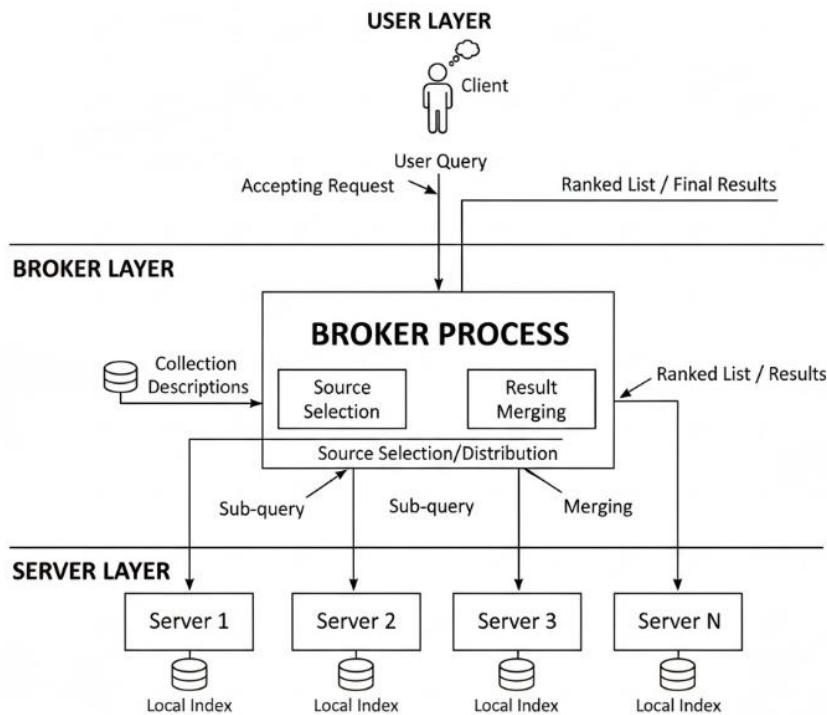 USER LAYER
Client
User Query
Accepting Request
Ranked List / Final Results
BROKER LAYER
BROKER PROCESS
Collection
Descriptions
Source
Selection
Result
Merging
Ranked List / Results
Source Selection/Distribution
Sub-query
Sub-query
Merging
SERVER LAYER
Server 1
Server 2
Server 3
Server N
Local Index
Local Index
Local Index
Local Index